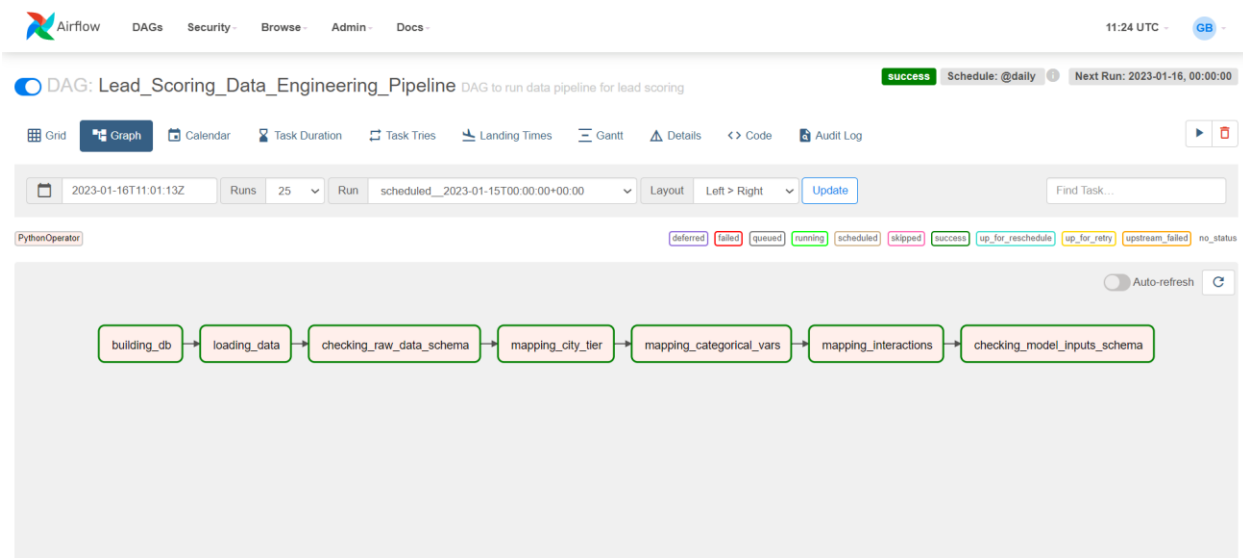 Airflow DAGs Security Browse Admin Docs 11:24 UTC GB
DAG: Lead_Scoring_Data_Engineering_Pipeline DAG to run data pipeline for lead scoring success Schedule: @daily i Next Run: 2023-01-16, 00:00:00
Grid Graph Calendar Task Duration Task Tries Landing Times Gantt Details <> Code Audit Log
2023-01-16T11:01:13Z Runs 25 Run scheduled__2023-01-15T00:00:00+00:00 Layout Left > Right Update Find Task...
PythonOperator deferred failed queued running scheduled skipped success up_for_reschedule up_for_retry upstream_failed no_status
Auto-refresh
building_db loading_data checking_raw_data_schema mapping_city_tier mapping_categorical_vars mapping_interactions checking_model_inputs_schema